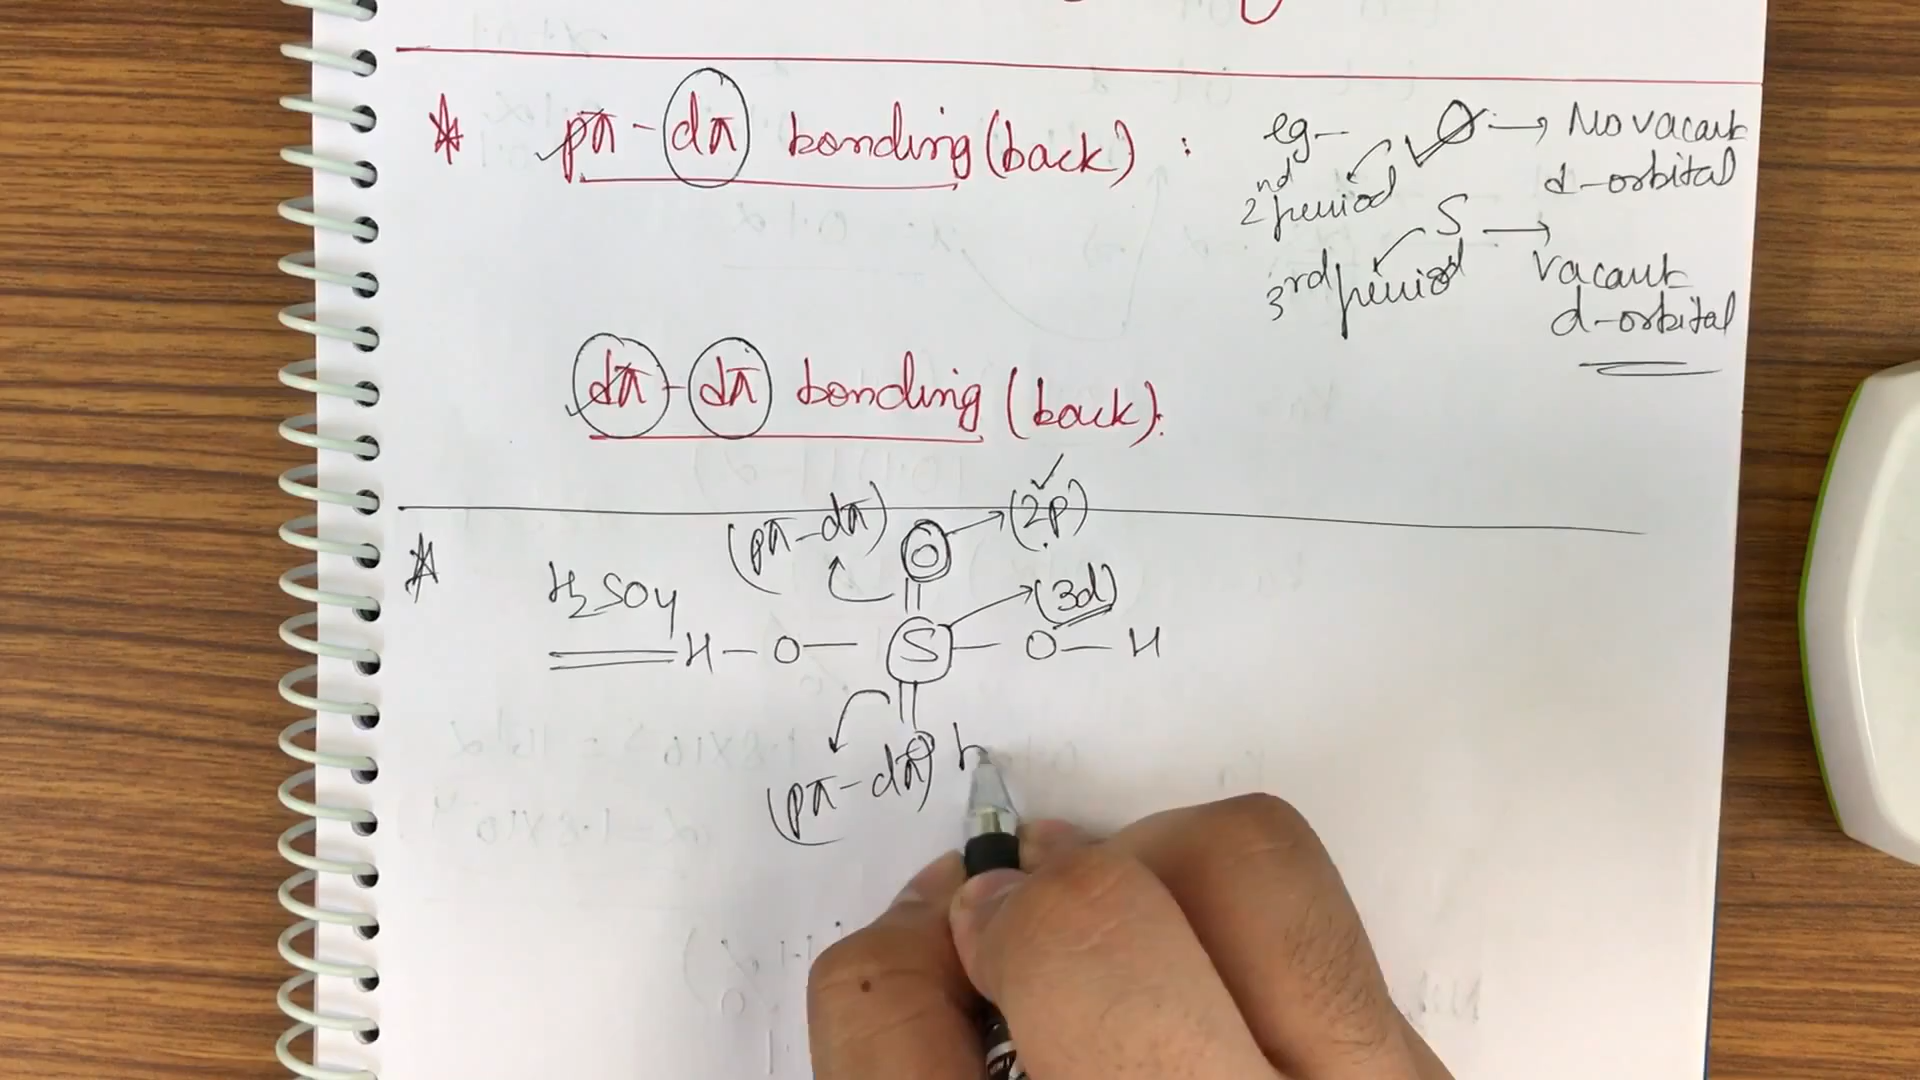 pπ-dπ bonding (back) :
eg- O → No vacant d-orbital
2nd period
S → Vacant d-orbital
3rd period
dπ-dπ bonding (back):
(pπ-dπ) O → (2p)
H2SO4
(3d)
H-O-S-O-H
(pπ-dπ) O